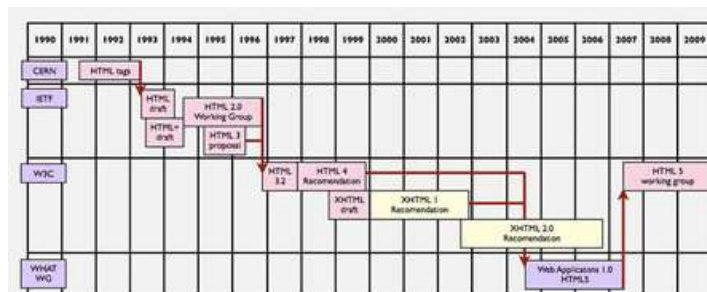 1990 1991 1992 1993 1994 1995 1996 1997 1998 1999 2000 2001 2002 2003 2004 2005 2006 2007 2008 2009
CERN
HTML tags
IETF
HTML
draft
HTML 2.0
Working Group
HTML+
draft
HTML 3
proposal
W3C
HTML
3.2
HTML 4
Recomendation
HTML 5
working group
XHTML
draft
XHTML 1
Recomendation
XHTML 2.0
Recomendation
WHAT
WG
Web Applicatons 1.0
HTML5